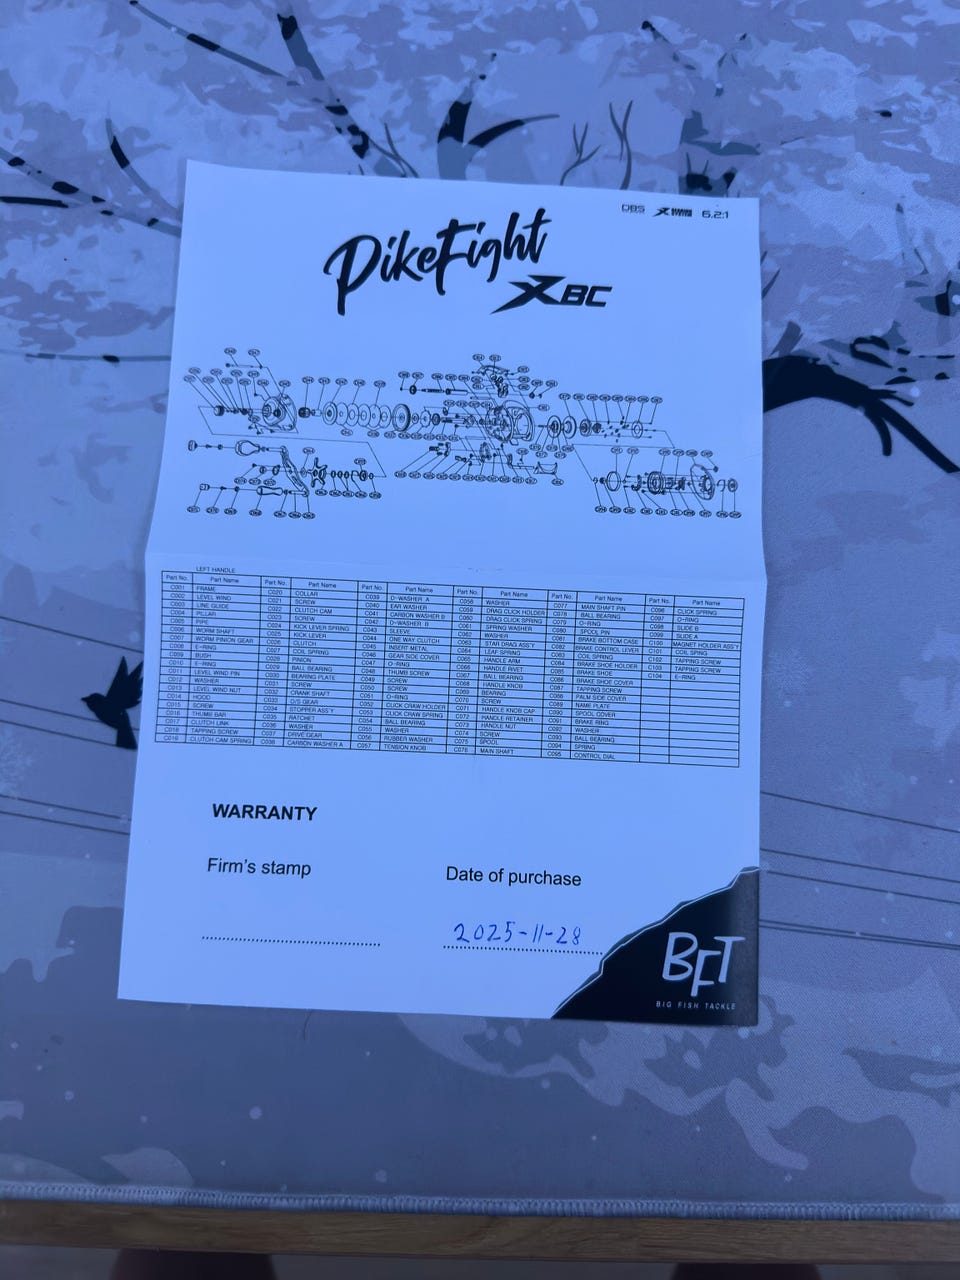 DBS X 6.2:1
PikeFight
XBC
LEFT HANDLE
Part No. Part Name Part No. Part Name Part No. Part Name Part No. Part Name Part No. Part Name Part No. Part Name
C001 FRAME C020 COLLAR C039 D-WASHER A C058 WASHER C077 MAIN SHAFT PIN C096 CLICK SPRING
C002 LEVEL WIND C021 SCREW C040 EAR WASHER C059 DRAG CLICK HOLDER C078 BALL BEARING C097 O-RING
C003 LINE GUIDE C022 CLUTCH CAM C041 CARBON WASHER B C060 DRAG CLICK SPRING C079 O-RING C098 SLIDE B
C004 PILLAR C023 SCREW C042 D-WASHER B C061 SPRING WASHER C080 SPOOL PIN C099 SLIDE A
C005 PIPE C024 KICK LEVER SPRING C043 SLEEVE C062 WASHER C081 BRAKE BOTTOM CASE C100 MAGNET HOLDER ASS'Y
C006 WORM SHAFT C025 KICK LEVER C044 ONE WAY CLUTCH C063 STAR DRAG ASS'Y C082 BRAKE CONTROL LEVER C101 COIL SPING
C007 WORM PINION GEAR C026 CLUTCH C045 INSERT METAL C064 LEAF SPRING C083 COIL SPRING C102 TAPPING SCREW
C008 E-RING C027 COIL SPRING C046 GEAR SIDE COVER C065 HANDLE ARM C084 BRAKE SHOE HOLDER C103 TAPPING SCREW
C009 BUSH C028 PINION C047 O-RING C066 HANDLE RIVET C085 BRAKE SHOE C104 E-RING
C010 E-RING C029 BALL BEARING C048 THUMB SCREW C067 BALL BEARING C086 BRAKE SHOE COVER
C011 LEVEL WIND PIN C030 BEARING PLATE C049 SCREW C068 HANDLE KNOB C087 TAPPING SCREW
C012 WASHER C031 SCREW C050 SCREW C069 BEARING C088 PALM SIDE COVER
C013 LEVEL WIND NUT C032 CRANK SHAFT C051 O-RING C070 SCREW C089 NAME PLATE
C014 HOOD C033 O/S GEAR C052 CLICK CRAW HOLDER C071 HANDLE KNOB CAP C090 SPOOL COVER
C015 SCREW C034 STOPPER ASS'Y C053 CLICK CRAW SPRING C072 HANDLE RETAINER C091 BRAKE RING
C016 THUMB BAR C035 RATCHET C054 BALL BEARING C073 HANDLE NUT C092 WASHER
C017 CLUTCH LINK C036 WASHER C055 WASHER C074 SCREW C093 BALL BEARING
C018 TAPPING SCREW C037 DRIVE GEAR C056 RUBBER WASHER C075 SPOOL C094 SPRING
C019 CLUTCH CAM SPRING C038 CARBON WASHER A C057 TENSION KNOB C076 MAIN SHAFT C095 CONTROL DIAL
WARRANTY
Firm's stamp
Date of purchase
2025-11-28
BFT
BIG FISH TACKLE